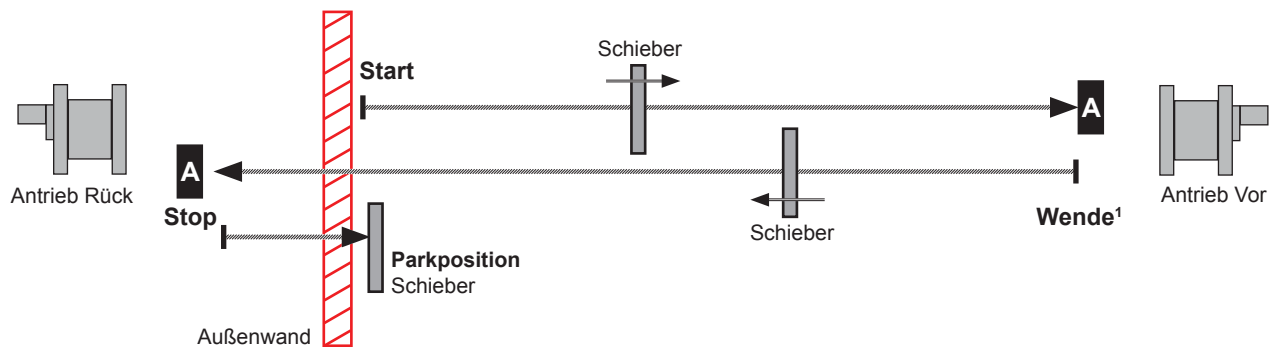 Schieber
Start
A
Antrieb Rück
A
Antrieb Vor
Stop
Wende¹
Schieber
Parkposition
Schieber
Außenwand